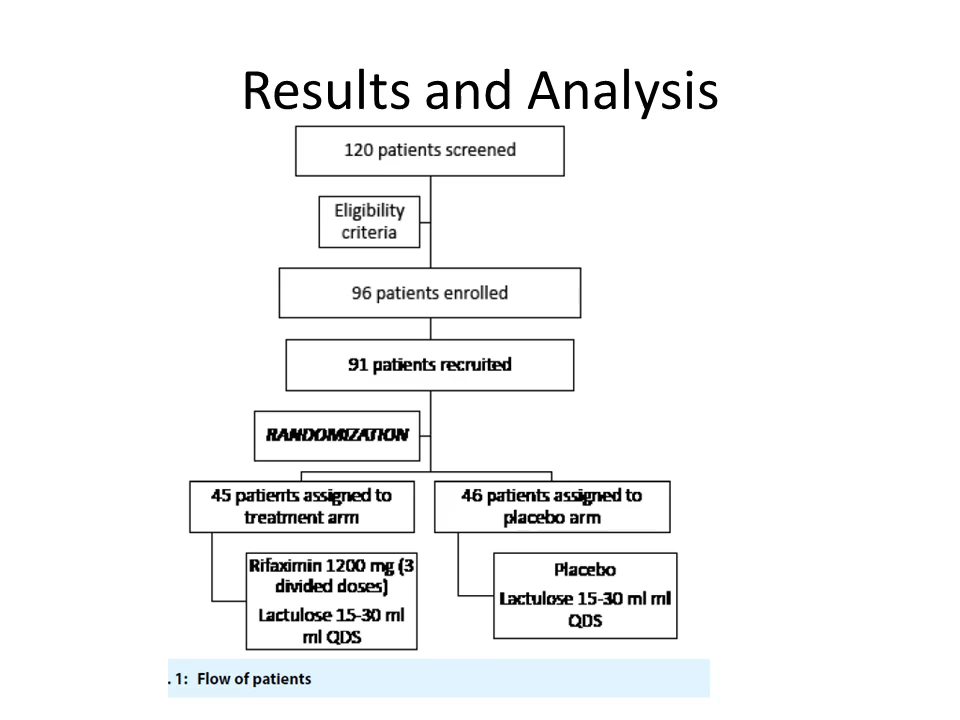 Results and Analysis
120 patients screened
Eligibility
criteria
96 patients enrolled
91 patients recruited
RANDOMIZATION
45 patients assigned to
treatment arm
46 patients assigned to
placebo arm
Rifaximin 1200 mg (3
divided doses)
Lactulose 15-30 ml
ml QDS
Placebo
Lactulose 15-30 ml ml
QDS
. 1: Flow of patients